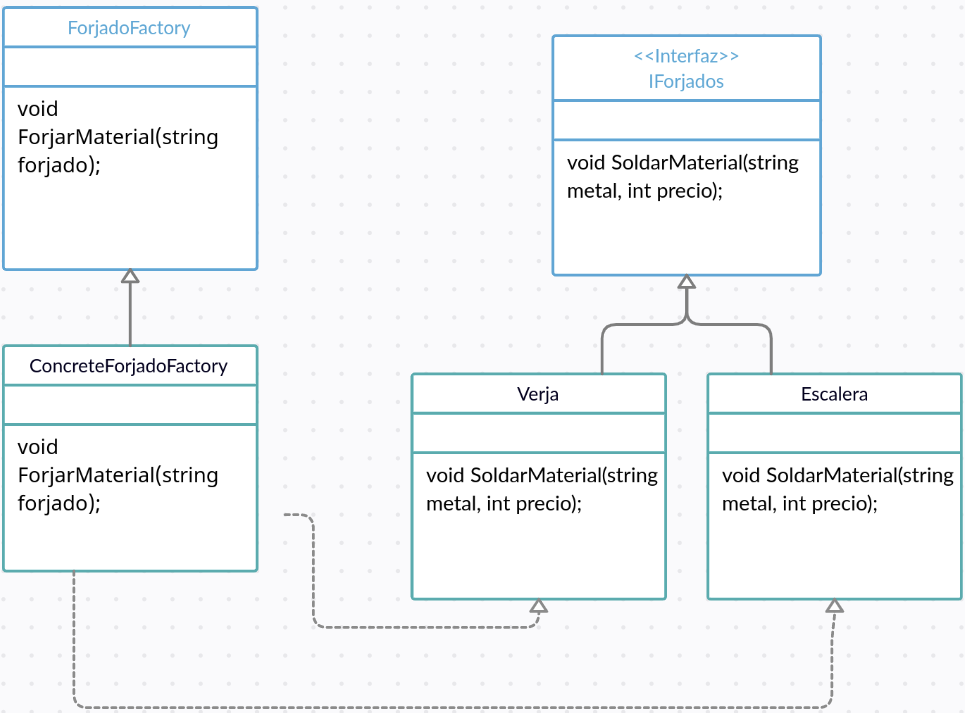 ForjadoFactory
void
ForjarMaterial(string
forjado);
<<Interfaz>>
IForjados
void SoldarMaterial(string
metal, int precio);
ConcreteForjadoFactory
void
ForjarMaterial(string
forjado);
Verja
void SoldarMaterial(string
metal, int precio);
Escalera
void SoldarMaterial(string
metal, int precio);